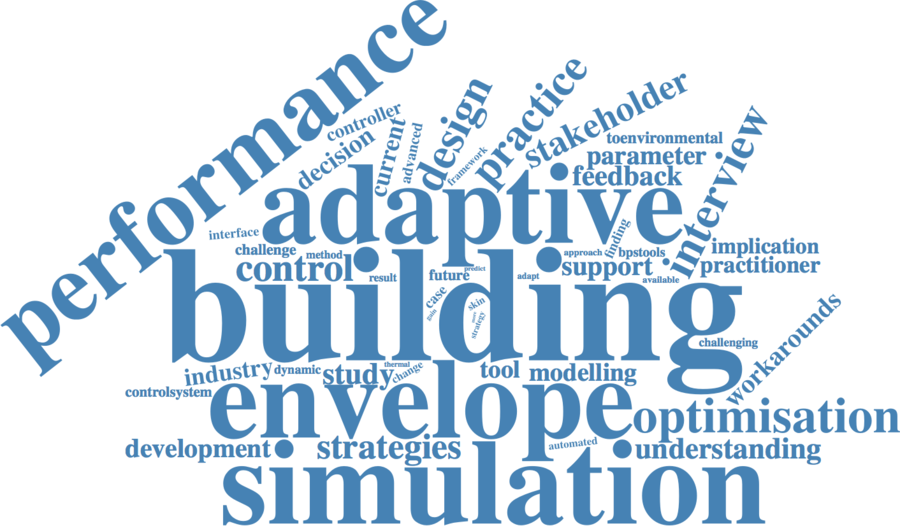 performance
controller
decision
current
advanced
design
framework
practice
stakeholder
toenvironmental
parameter
feedback
interview
adaptive
interface
challenge
method
control
result
future
predict
adapt
approach
finding
bpstools
support
available
implication
practitioner
building
case
skin
strategy
challenging
workarounds
industry
dynamic
study
thermal
change
tool
modelling
controlsystem
envelope
optimisation
development
strategies
automated
understanding
simulation